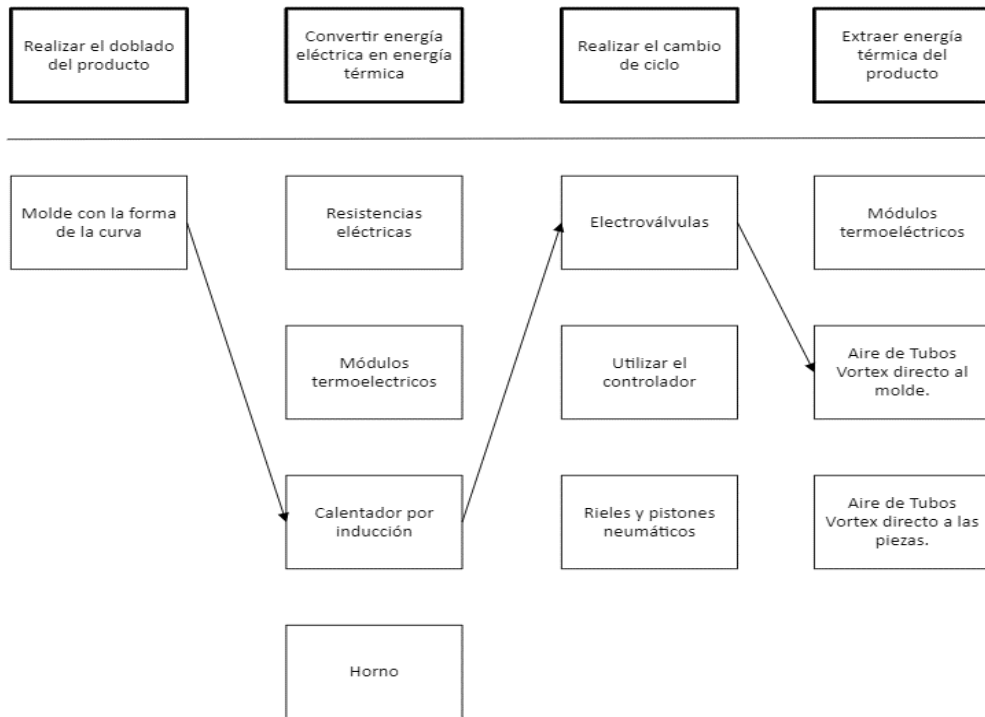 Realizar el doblado
del producto
Convertir energía
eléctrica en energía
térmica
Realizar el cambio
de ciclo
Extraer energía
térmica del
producto
Molde con la forma
de la curva
Resistencias
eléctricas
Electroválvulas
Módulos
termoeléctricos
Módulos
termoelectricos
Utilizar el
controlador
Aire de Tubos
Vortex directo al
molde.
Calentador por
inducción
Rieles y pistones
neumáticos
Aire de Tubos
Vortex directo a las
piezas.
Horno